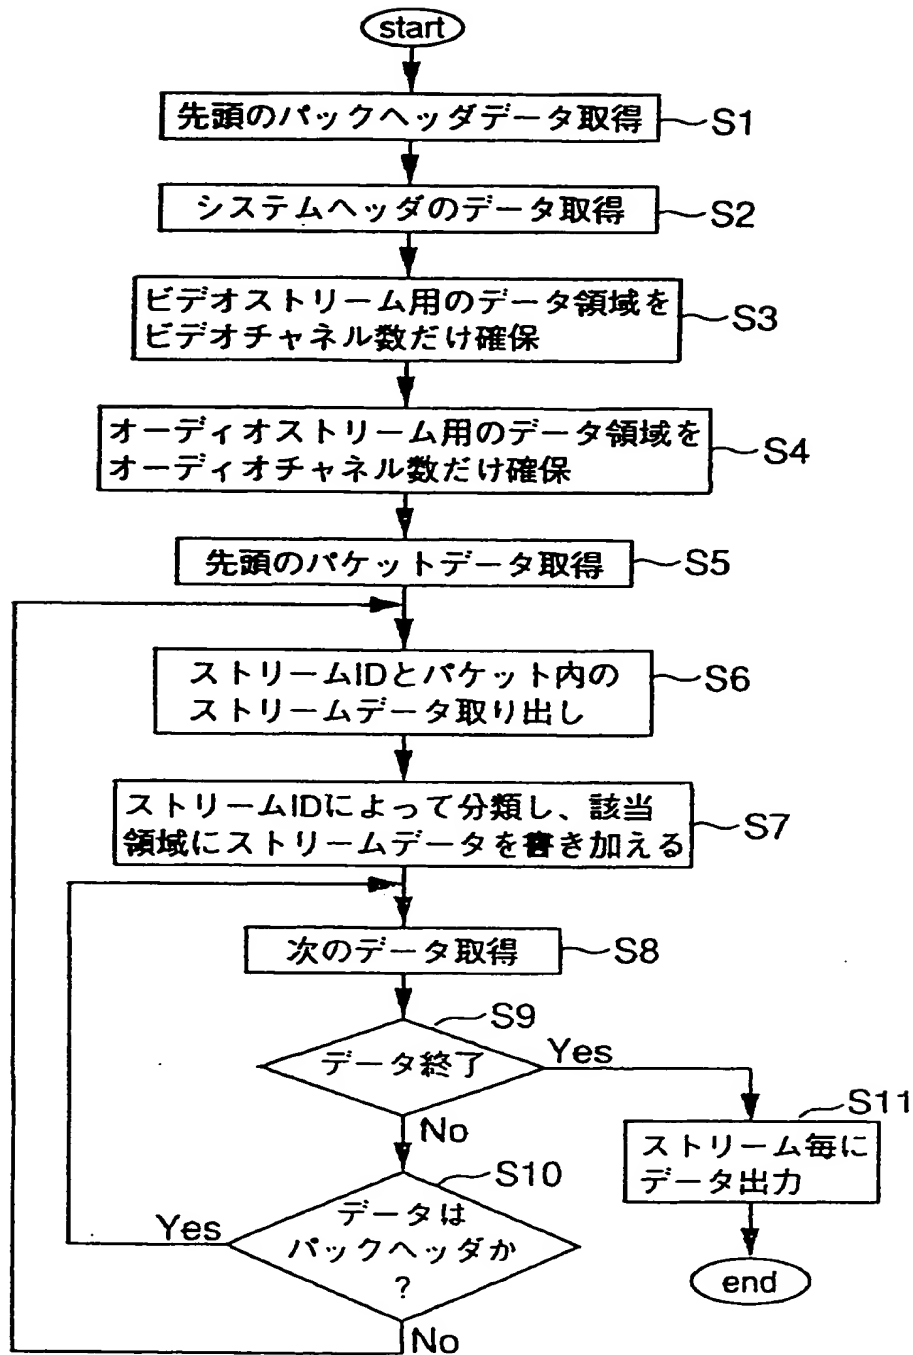 start
先頭のパックヘッダデータ取得
S1
システムヘッダのデータ取得
S2
ビデオストリーム用のデータ領域を
ビデオチャネル数だけ確保
S3
オーディオストリーム用のデータ領域を
オーディオチャネル数だけ確保
S4
先頭のパケットデータ取得
S5
ストリームIDとパケット内の
ストリームデータ取り出し
S6
ストリームIDによって分類し、該当
領域にストリームデータを書き加える
S7
次のデータ取得
S8
データ終了
S9
Yes
No
データは
パックヘッダか
?
S10
Yes
No
ストリーム毎に
データ出力
S11
end